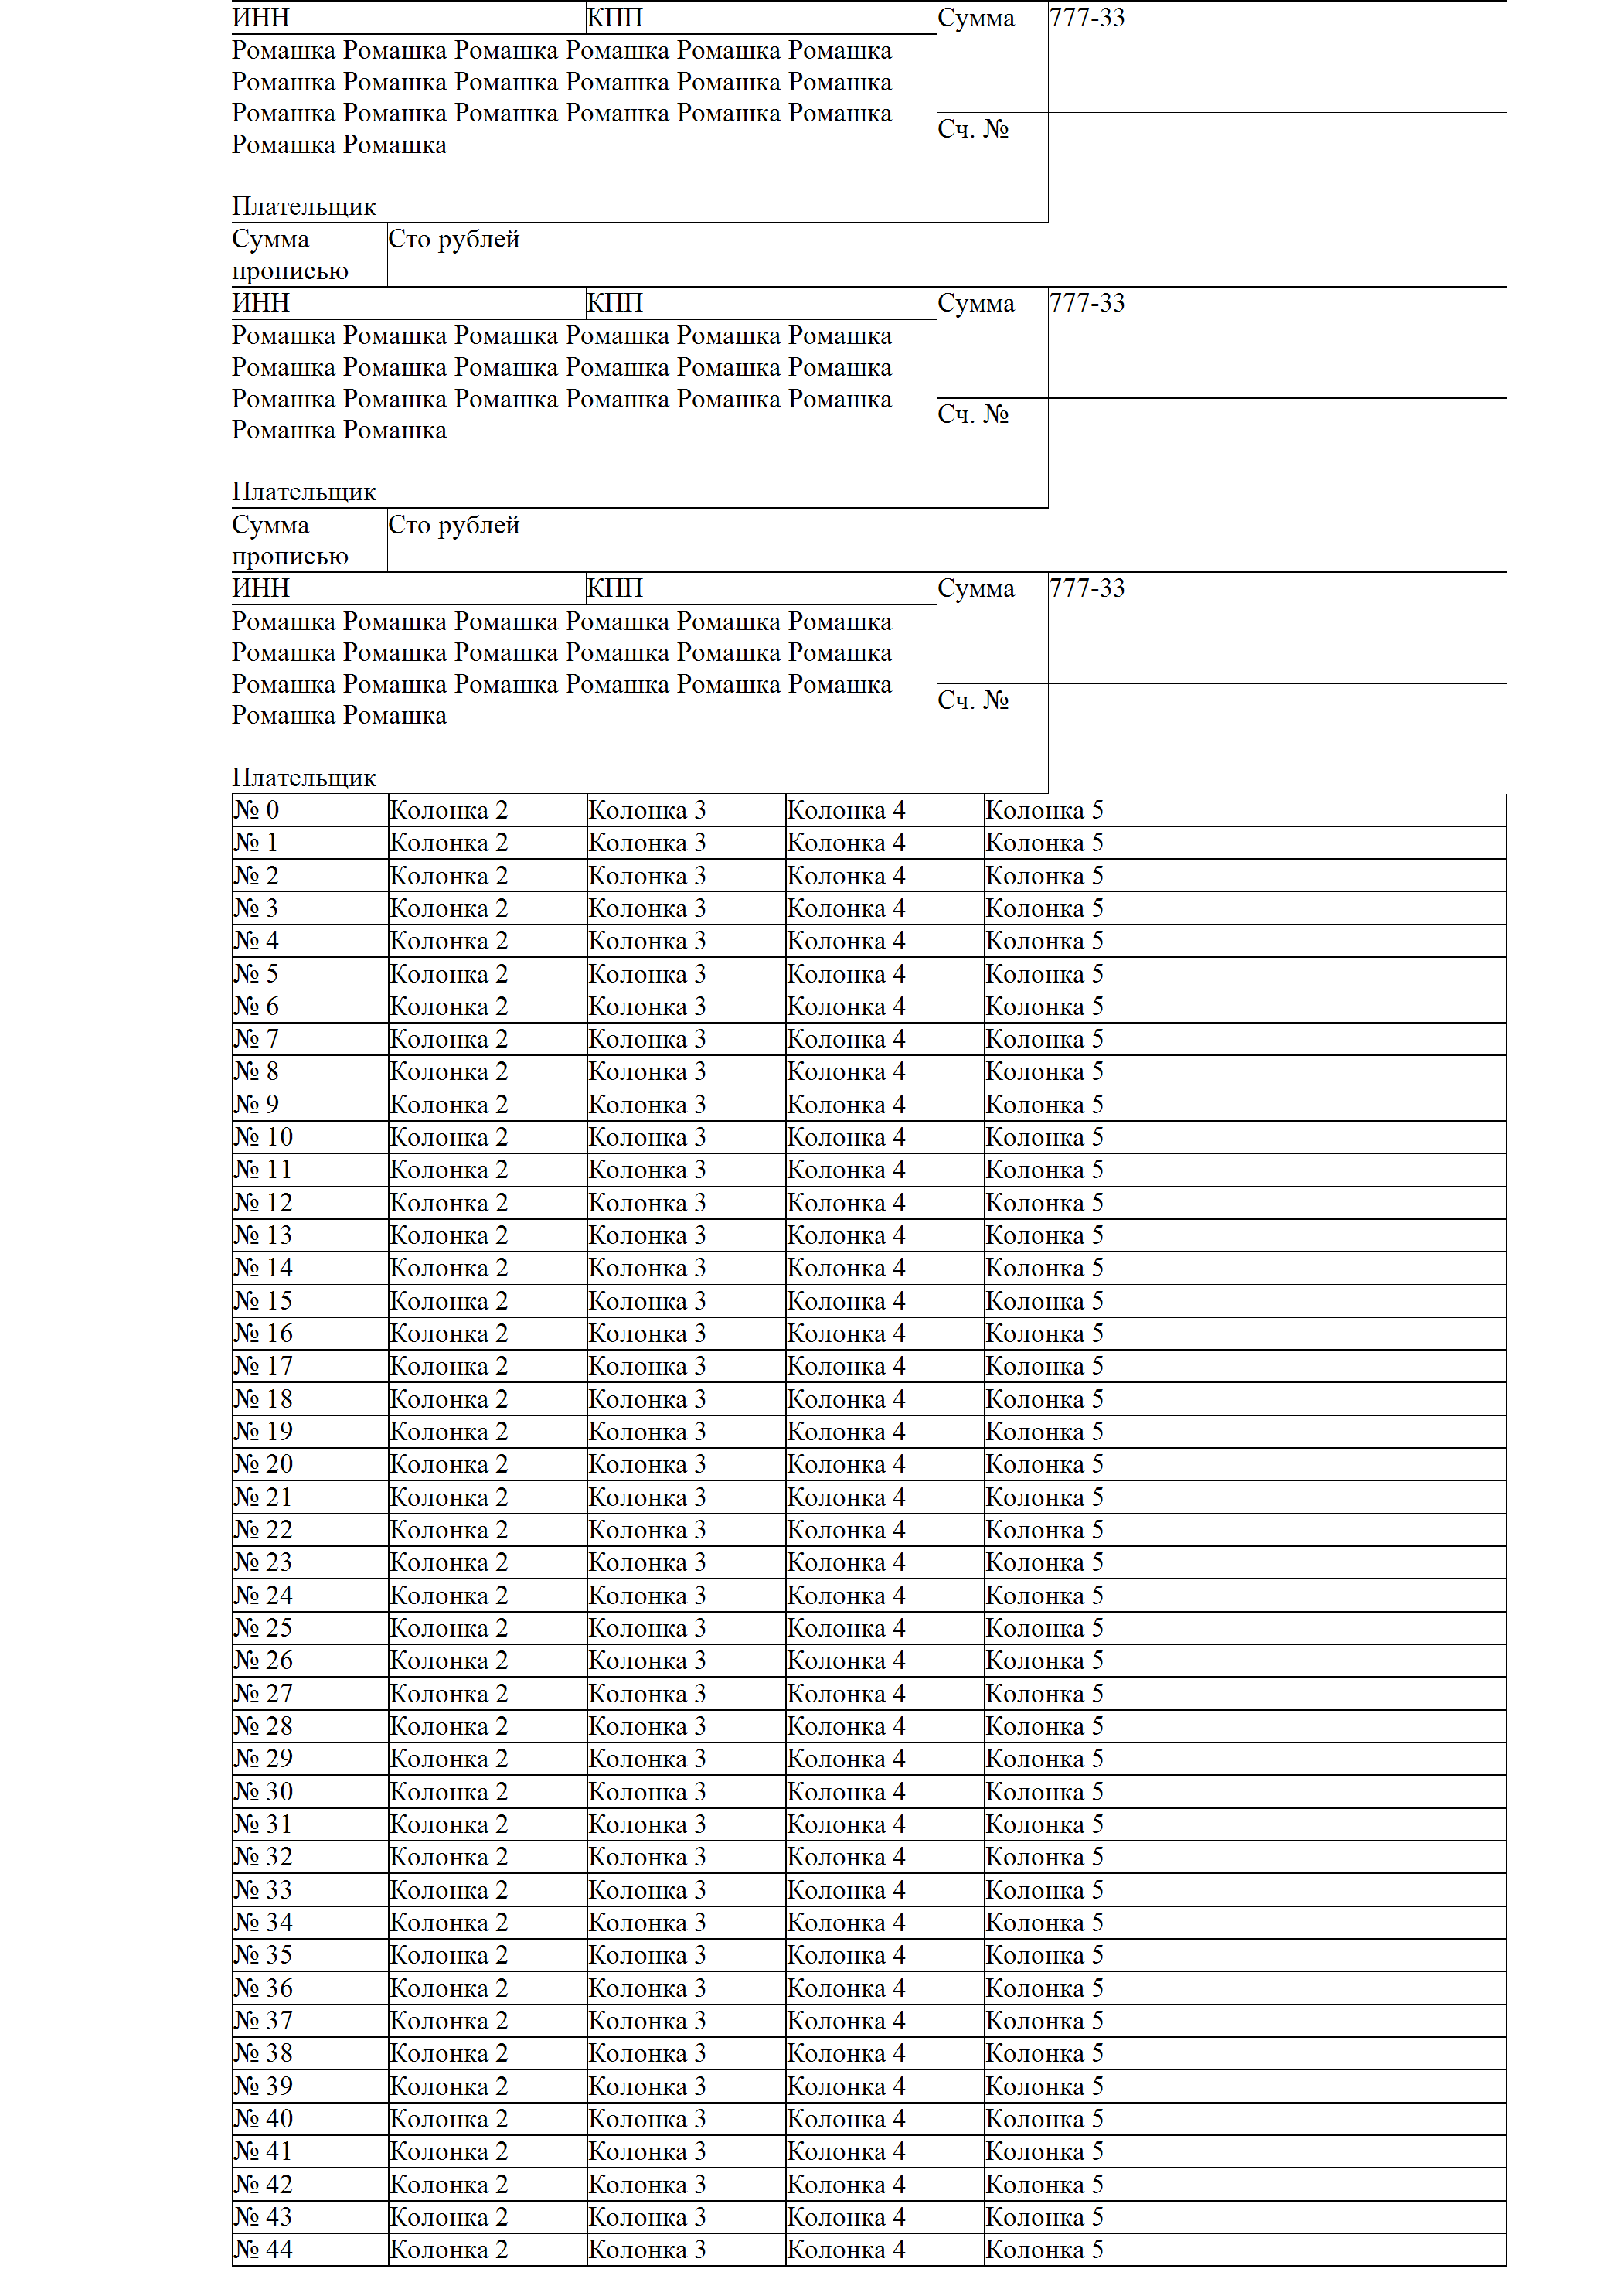 ИНН КПП Сумма 777-33
Ромашка Ромашка Ромашка Ромашка Ромашка Ромашка
Ромашка Ромашка Ромашка Ромашка Ромашка Ромашка
Ромашка Ромашка Ромашка Ромашка Ромашка Ромашка
Сч. №
Ромашка Ромашка
Плательщик
Сумма Сто рублей
прописью
ИНН КПП Сумма 777-33
Ромашка Ромашка Ромашка Ромашка Ромашка Ромашка
Ромашка Ромашка Ромашка Ромашка Ромашка Ромашка
Ромашка Ромашка Ромашка Ромашка Ромашка Ромашка
Сч. №
Ромашка Ромашка
Плательщик
Сумма Сто рублей
прописью
ИНН КПП Сумма 777-33
Ромашка Ромашка Ромашка Ромашка Ромашка Ромашка
Ромашка Ромашка Ромашка Ромашка Ромашка Ромашка
Ромашка Ромашка Ромашка Ромашка Ромашка Ромашка
Сч. №
Ромашка Ромашка
Плательщик
№ 0 Колонка 2 Колонка 3 Колонка 4 Колонка 5
№ 1 Колонка 2 Колонка 3 Колонка 4 Колонка 5
№ 2 Колонка 2 Колонка 3 Колонка 4 Колонка 5
№ 3 Колонка 2 Колонка 3 Колонка 4 Колонка 5
№ 4 Колонка 2 Колонка 3 Колонка 4 Колонка 5
№ 5 Колонка 2 Колонка 3 Колонка 4 Колонка 5
№ 6 Колонка 2 Колонка 3 Колонка 4 Колонка 5
№ 7 Колонка 2 Колонка 3 Колонка 4 Колонка 5
№ 8 Колонка 2 Колонка 3 Колонка 4 Колонка 5
№ 9 Колонка 2 Колонка 3 Колонка 4 Колонка 5
№ 10 Колонка 2 Колонка 3 Колонка 4 Колонка 5
№ 11 Колонка 2 Колонка 3 Колонка 4 Колонка 5
№ 12 Колонка 2 Колонка 3 Колонка 4 Колонка 5
№ 13 Колонка 2 Колонка 3 Колонка 4 Колонка 5
№ 14 Колонка 2 Колонка 3 Колонка 4 Колонка 5
№ 15 Колонка 2 Колонка 3 Колонка 4 Колонка 5
№ 16 Колонка 2 Колонка 3 Колонка 4 Колонка 5
№ 17 Колонка 2 Колонка 3 Колонка 4 Колонка 5
№ 18 Колонка 2 Колонка 3 Колонка 4 Колонка 5
№ 19 Колонка 2 Колонка 3 Колонка 4 Колонка 5
№ 20 Колонка 2 Колонка 3 Колонка 4 Колонка 5
№ 21 Колонка 2 Колонка 3 Колонка 4 Колонка 5
№ 22 Колонка 2 Колонка 3 Колонка 4 Колонка 5
№ 23 Колонка 2 Колонка 3 Колонка 4 Колонка 5
№ 24 Колонка 2 Колонка 3 Колонка 4 Колонка 5
№ 25 Колонка 2 Колонка 3 Колонка 4 Колонка 5
№ 26 Колонка 2 Колонка 3 Колонка 4 Колонка 5
№ 27 Колонка 2 Колонка 3 Колонка 4 Колонка 5
№ 28 Колонка 2 Колонка 3 Колонка 4 Колонка 5
№ 29 Колонка 2 Колонка 3 Колонка 4 Колонка 5
№ 30 Колонка 2 Колонка 3 Колонка 4 Колонка 5
№ 31 Колонка 2 Колонка 3 Колонка 4 Колонка 5
№ 32 Колонка 2 Колонка 3 Колонка 4 Колонка 5
№ 33 Колонка 2 Колонка 3 Колонка 4 Колонка 5
№ 34 Колонка 2 Колонка 3 Колонка 4 Колонка 5
№ 35 Колонка 2 Колонка 3 Колонка 4 Колонка 5
№ 36 Колонка 2 Колонка 3 Колонка 4 Колонка 5
№ 37 Колонка 2 Колонка 3 Колонка 4 Колонка 5
№ 38 Колонка 2 Колонка 3 Колонка 4 Колонка 5
№ 39 Колонка 2 Колонка 3 Колонка 4 Колонка 5
№ 40 Колонка 2 Колонка 3 Колонка 4 Колонка 5
№ 41 Колонка 2 Колонка 3 Колонка 4 Колонка 5
№ 42 Колонка 2 Колонка 3 Колонка 4 Колонка 5
№ 43 Колонка 2 Колонка 3 Колонка 4 Колонка 5
№ 44 Колонка 2 Колонка 3 Колонка 4 Колонка 5